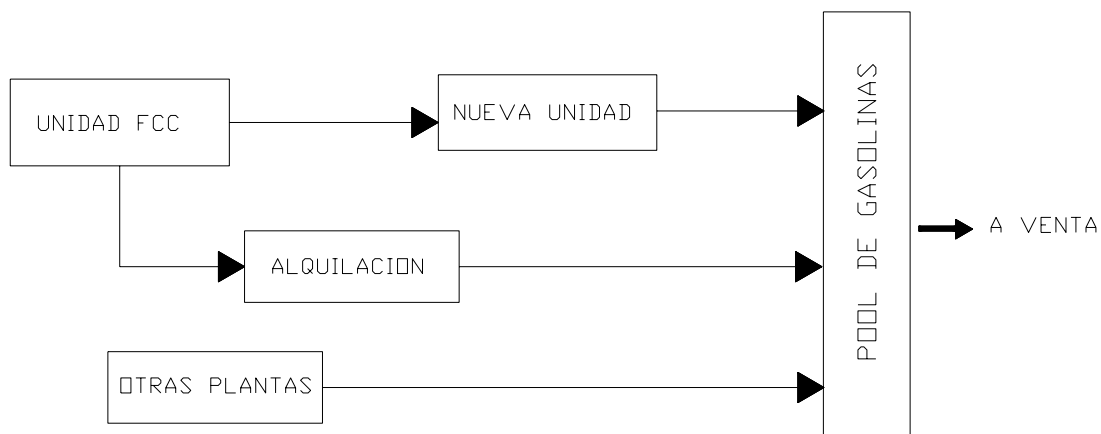 UNIDAD FCC
NUEVA UNIDAD
ALQUILACION
OTRAS PLANTAS
POOL DE GASOLINAS
A VENTA